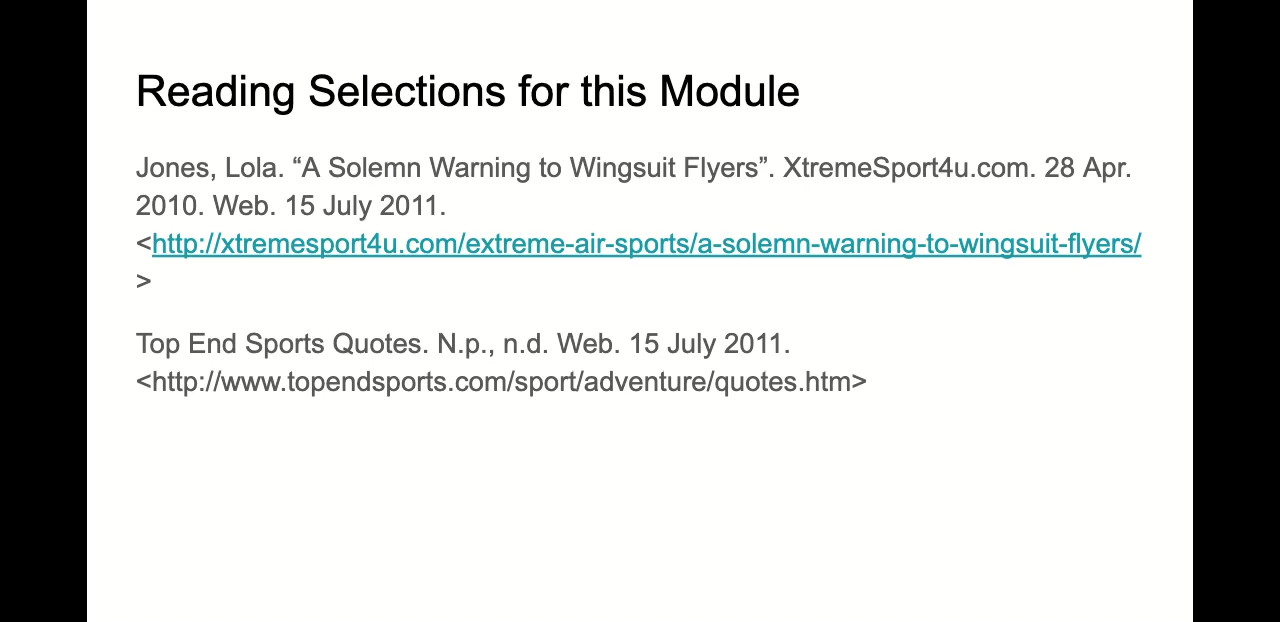 Reading Selections for this Module
Jones, Lola. “A Solemn Warning to Wingsuit Flyers”. XtremeSport4u.com. 28 Apr.
2010. Web. 15 July 2011.
<http://xtremesport4u.com/extreme-air-sports/a-solemn-warning-to-wingsuit-flyers/
>
Top End Sports Quotes. N.p., n.d. Web. 15 July 2011.
<http://www.topendsports.com/sport/adventure/quotes.htm>